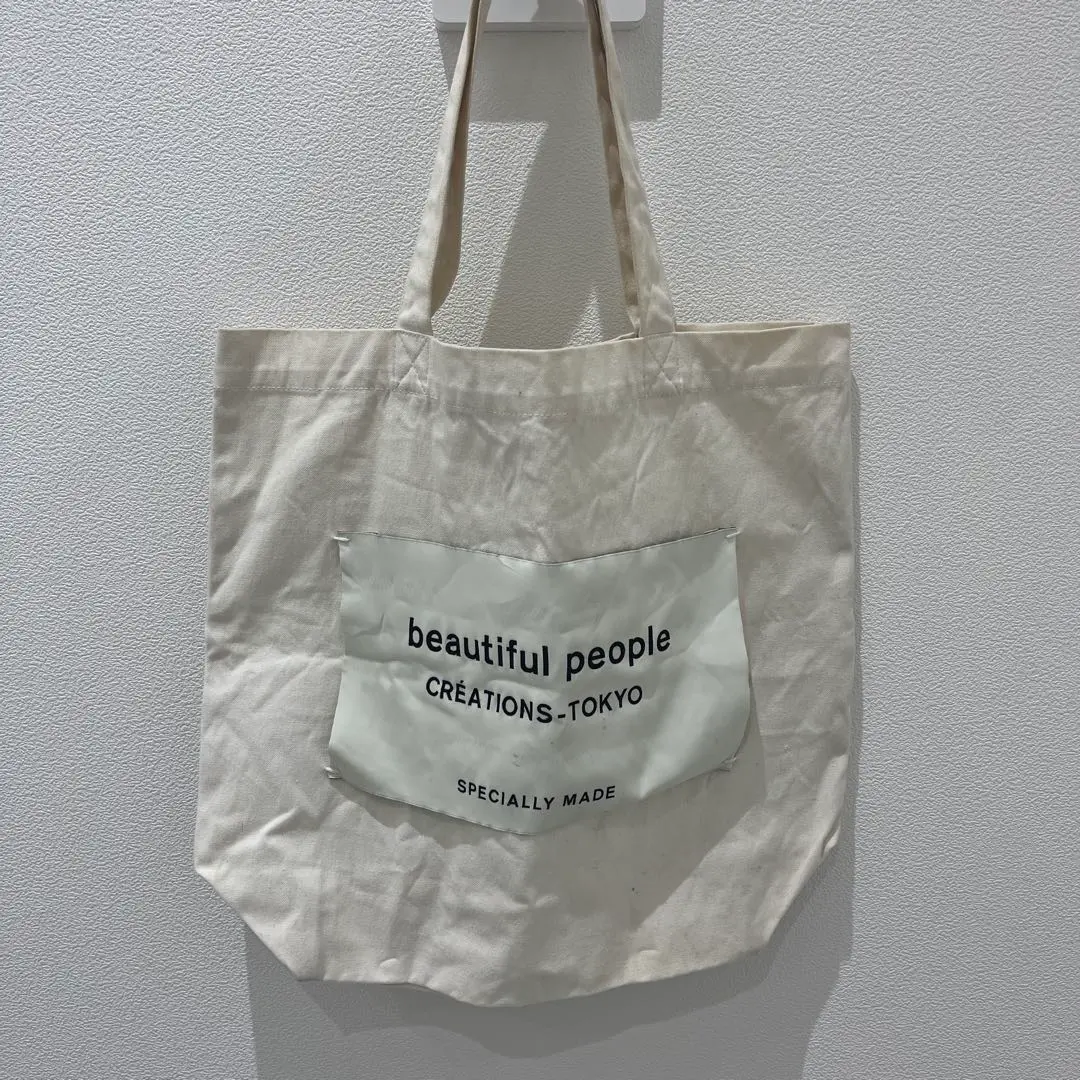 beautiful people
CRÉATIONS-TOKYO
SPECIALLY MADE